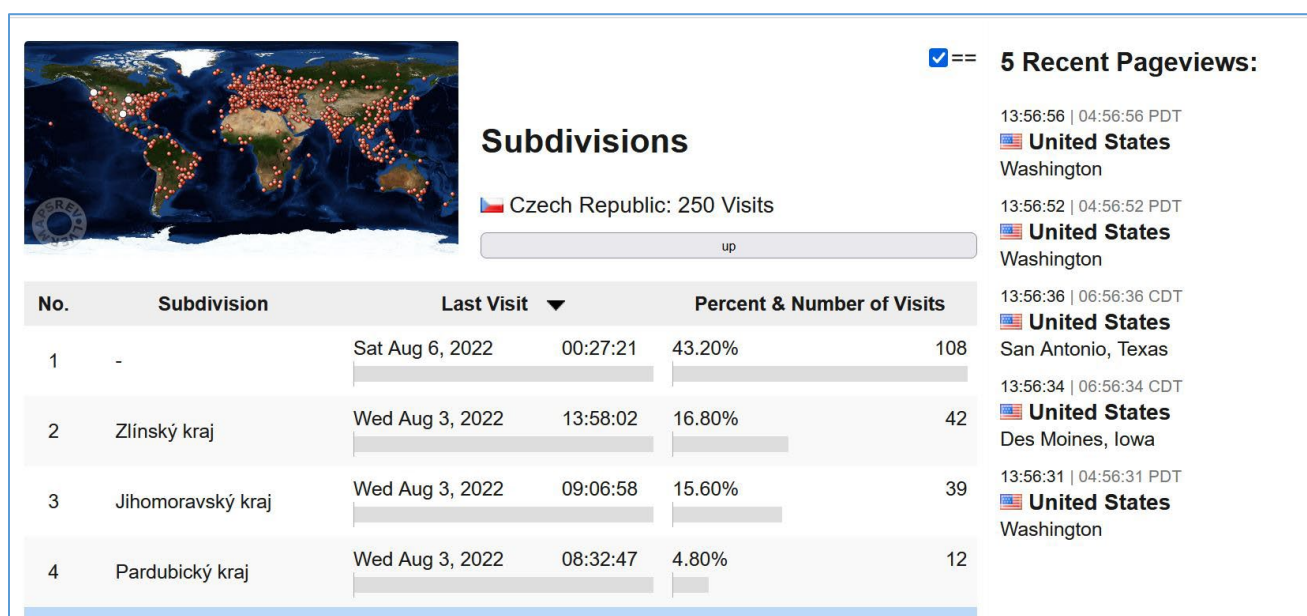 ==
Subdivisions
Czech Republic: 250 Visits
up
No. Subdivision Last Visit Percent & Number of Visits
1 - Sat Aug 6, 2022 00:27:21 43.20% 108
2 Zlínský kraj Wed Aug 3, 2022 13:58:02 16.80% 42
3 Jihomoravský kraj Wed Aug 3, 2022 09:06:58 15.60% 39
4 Pardubický kraj Wed Aug 3, 2022 08:32:47 4.80% 12
5 Recent Pageviews:
13:56:56 | 04:56:56 PDT
United States
Washington
13:56:52 | 04:56:52 PDT
United States
Washington
13:56:36 | 06:56:36 CDT
United States
San Antonio, Texas
13:56:34 | 06:56:34 CDT
United States
Des Moines, Iowa
13:56:31 | 04:56:31 PDT
United States
Washington